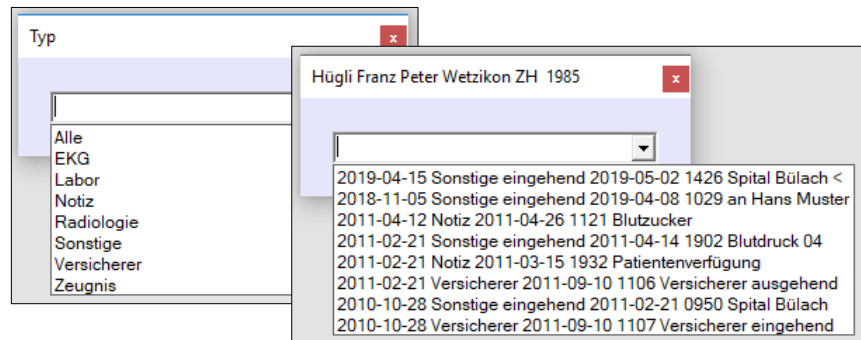 Typ
x
Alle
EKG
Labor
Notiz
Radiologie
Sonstige
Versicherer
Zeugnis
Hügli Franz Peter Wetzikon ZH 1985
x
2019-04-15 Sonstige eingehend 2019-05-02 1426 Spital Bülach <
2018-11-05 Sonstige eingehend 2019-04-08 1029 an Hans Muster
2011-04-12 Notiz 2011-04-26 1121 Blutzucker
2011-02-21 Sonstige eingehend 2011-04-14 1902 Blutdruck 04
2011-02-21 Notiz 2011-03-15 1932 Patientenverfügung
2011-02-21 Versicherer 2011-09-10 1106 Versicherer ausgehend
2010-10-28 Sonstige eingehend 2011-02-21 0950 Spital Bülach
2010-10-28 Versicherer 2011-09-10 1107 Versicherer eingehend